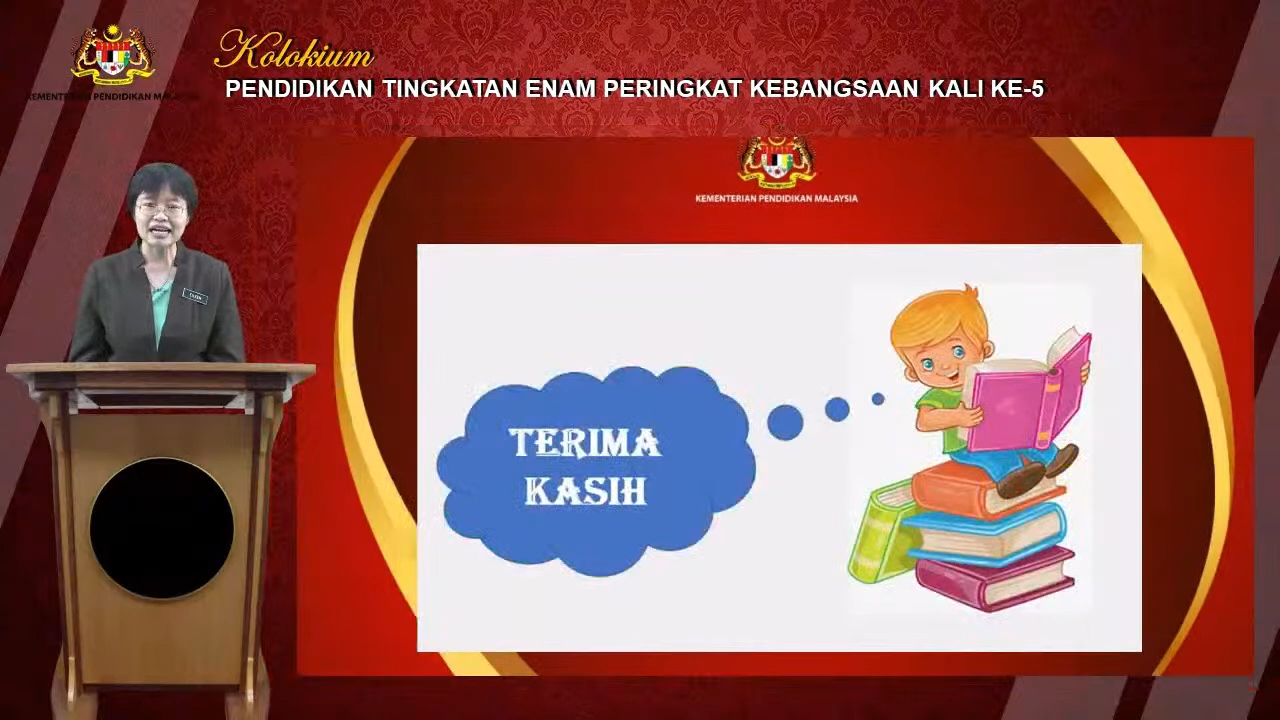 Kolokium
PENDIDIKAN TINGKATAN ENAM PERINGKAT KEBANGSAAN KALI KE-5
KEMENTERIAN PENDIDIKAN MALAYSIA
TERIMA
KASIH